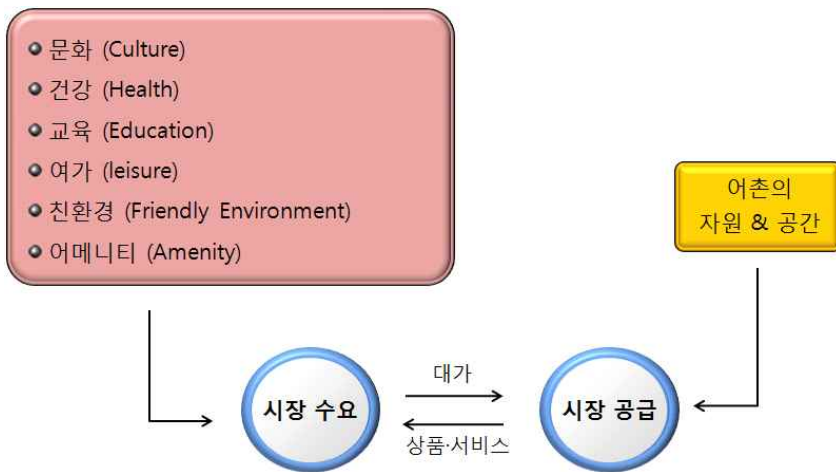 문화 (Culture)
건강 (Health)
교육 (Education)
여가 (leisure)
친환경 (Friendly Environment)
어메니티 (Amenity)
어촌의
자원 & 공간
시장 수요
대가
상품·서비스
시장 공급